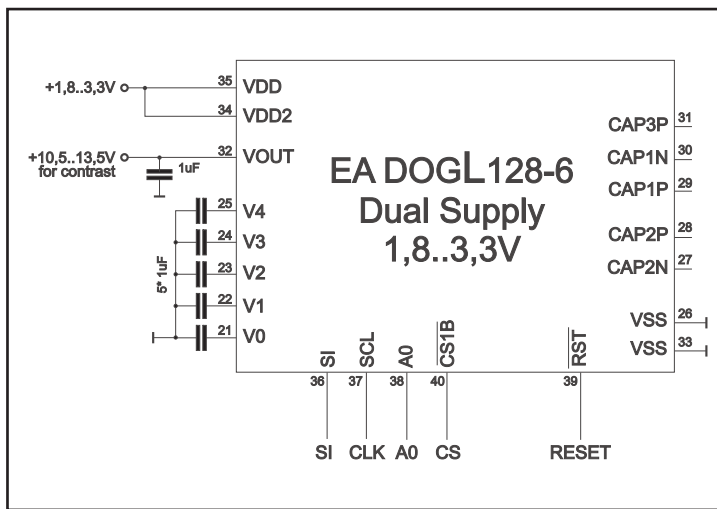 35
VDD
+1,8..3,3V
34
VDD2
32
VOUT
+10,5..13,5V
for contrast
1uF
25
V4
24
V3
23
V2
22
V1
21
V0
5* 1uF
EA DOGL128-6
Dual Supply
1,8..3,3V
CAP3P
31
CAP1N
30
CAP1P
29
CAP2P
28
CAP2N
27
VSS
26
VSS
33
SI
SCL
A0
CS1B
RST
36
37
38
40
39
SI
CLK
A0
CS
RESET